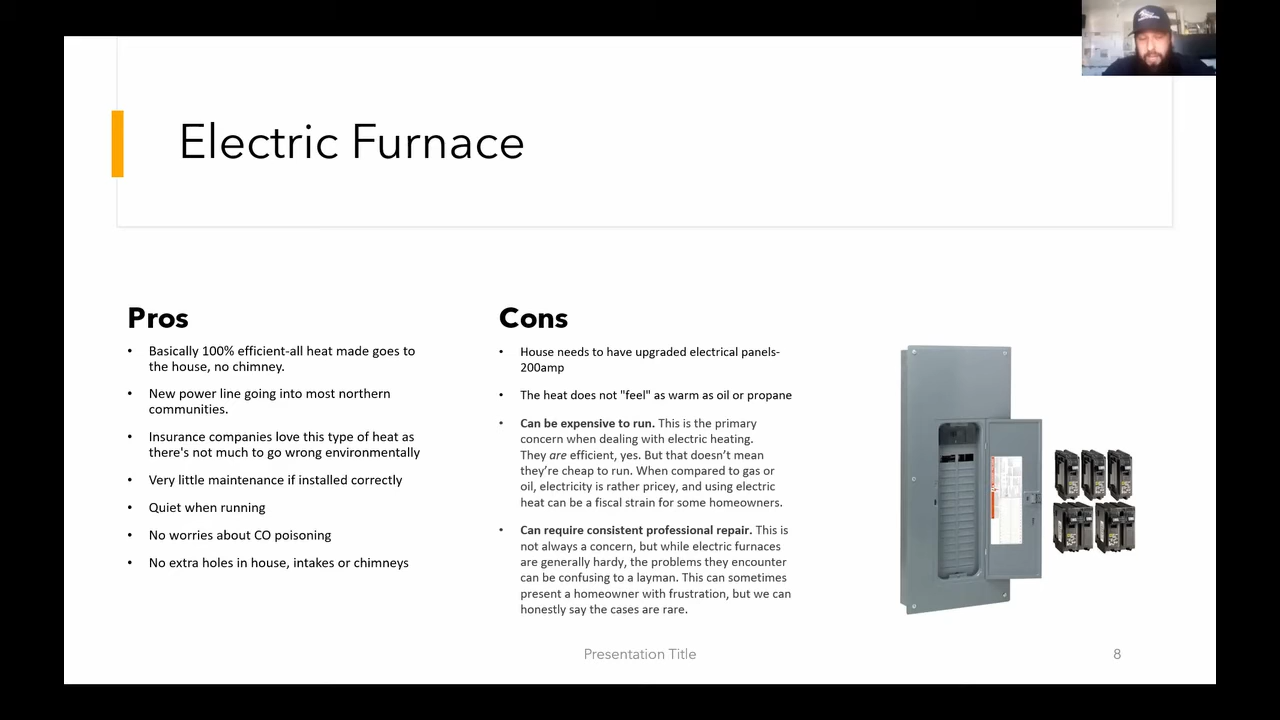 Electric Furnace
Pros
• Basically 100% efficient-all heat made goes to
the house, no chimney.
• New power line going into most northern
communities.
• Insurance companies love this type of heat as
there's not much to go wrong environmentally
• Very little maintenance if installed correctly
• Quiet when running
• No worries about CO poisoning
• No extra holes in house, intakes or chimneys
Cons
• House needs to have upgraded electrical panels-
200amp
• The heat does not "feel" as warm as oil or propane
• Can be expensive to run. This is the primary
concern when dealing with electric heating.
They are efficient, yes. But that doesn’t mean
they’re cheap to run. When compared to gas or
oil, electricity is rather pricey, and using electric
heat can be a fiscal strain for some homeowners.
• Can require consistent professional repair. This is
not always a concern, but while electric furnaces
are generally hardy, the problems they encounter
can be confusing to a layman. This can sometimes
present a homeowner with frustration, but we can
honestly say the cases are rare.
Presentation Title
8